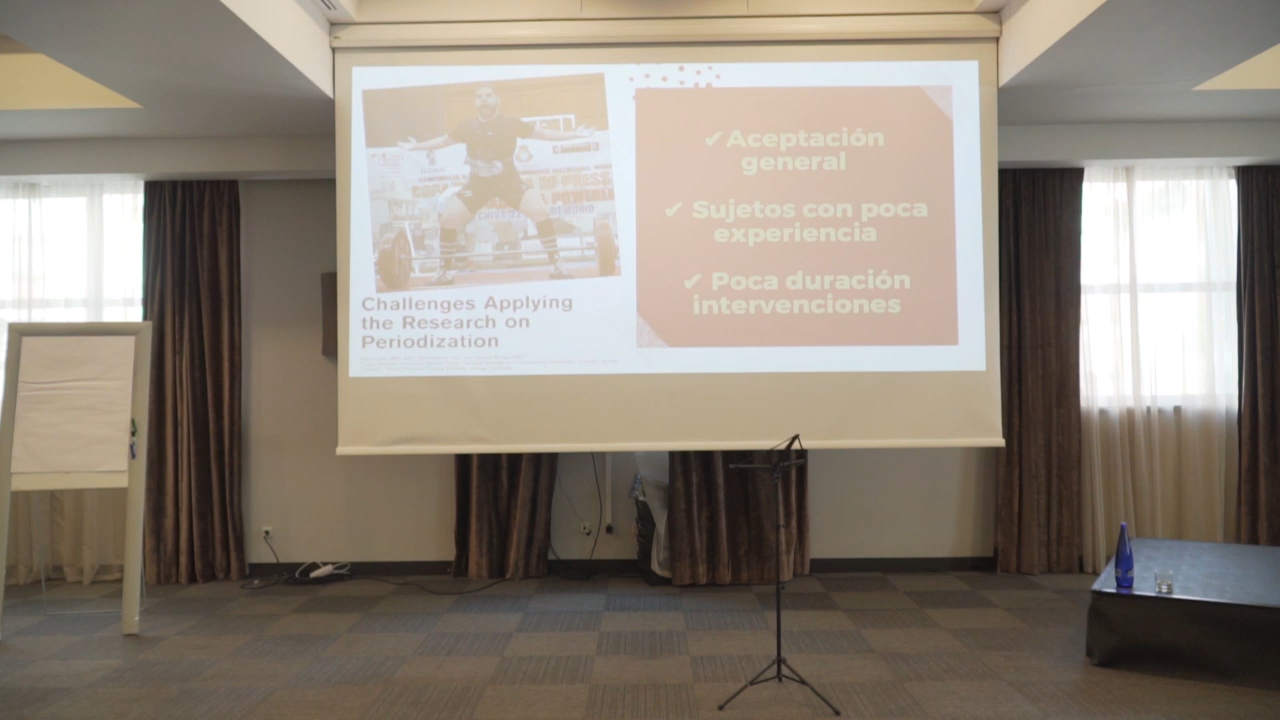 Challenges Applying
the Research on
Periodization
✔Aceptación
general
✔ Sujetos con poca
experiencia
✔ Poca duración
intervenciones